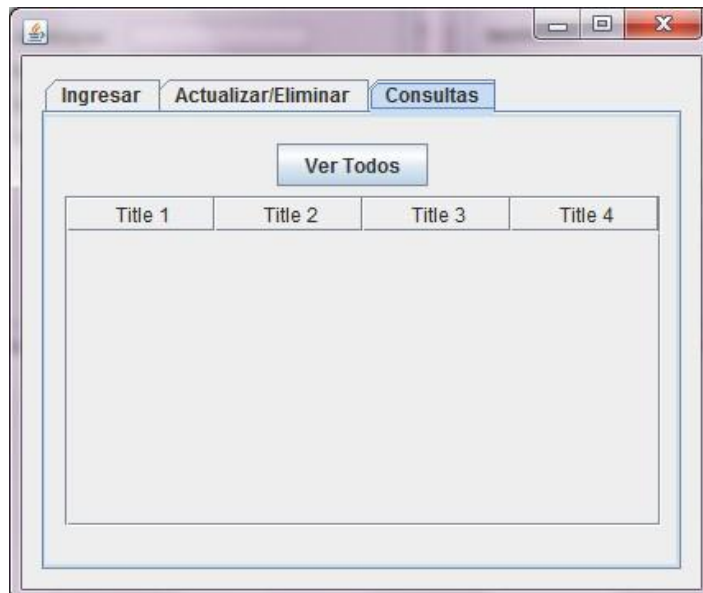 Ingresar Actualizar/Eliminar Consultas
Ver Todos
Title 1 Title 2 Title 3 Title 4